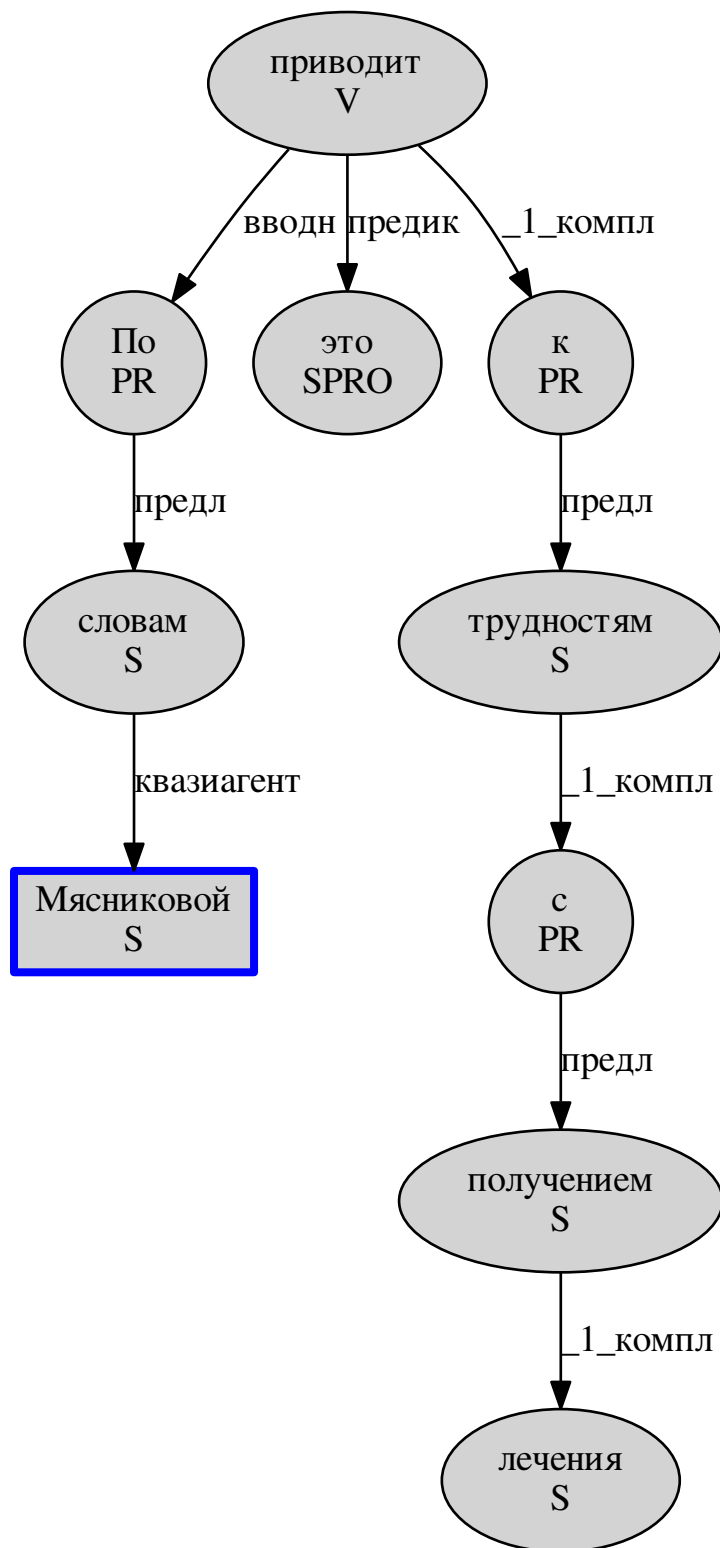 приводит
V
вводн предик _1_компл
По
PR
это
SPRO
к
PR
предл
предл
словам
S
трудностям
S
квазиагент
_1_компл
Мясниковой
S
с
PR
предл
получением
S
_1_компл
лечения
S